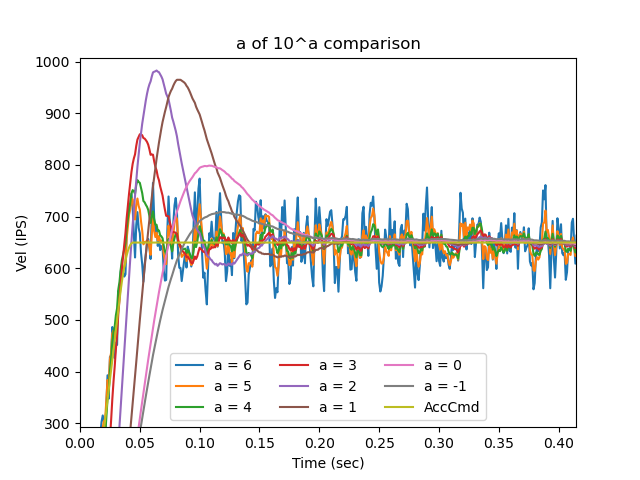 a of 10^a comparison
1000
900
800
700
600
500
400
300
Vel (IPS)
a = 6
a = 3
a = 0
a = 5
a = 2
a = -1
a = 4
a = 1
AccCmd
0.00 0.05 0.10 0.15 0.20 0.25 0.30 0.35 0.40
Time (sec)